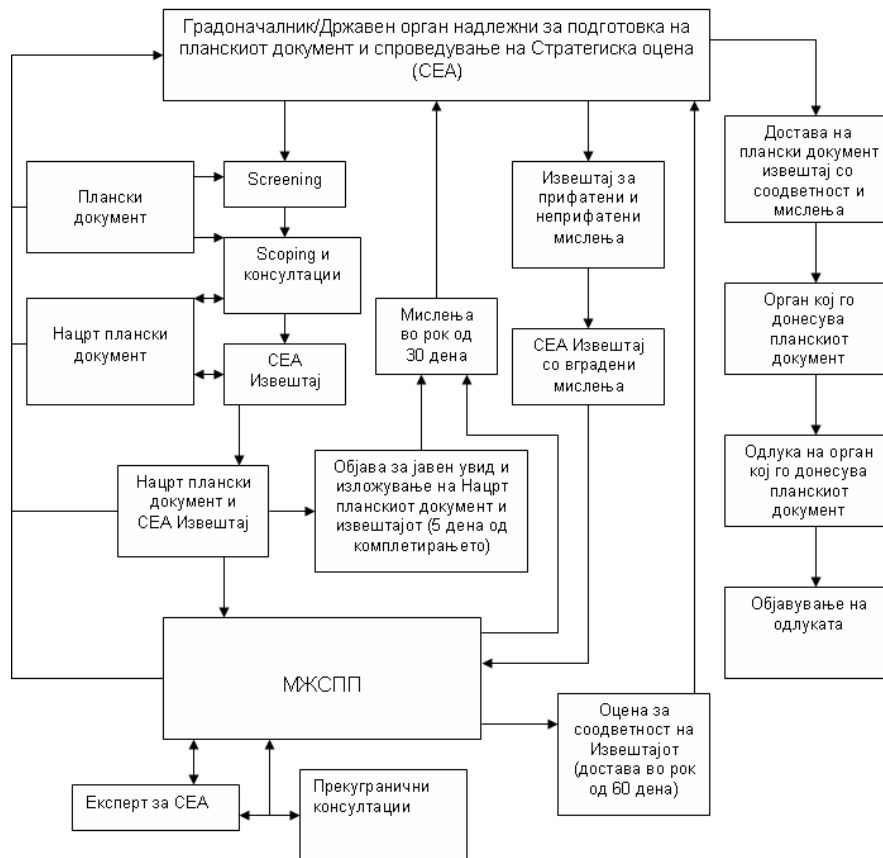 Градоначалник/Државен орган надлежни за подготовка на
планскиот документ и спроведување на Стратегиска оцена
(СЕА)
Плански
документ
Screening
Scoping и
консултации
Нацрт плански
документ
СЕА
Извештај
Нацрт плански
документ и
СЕА Извештај
Објава за јавен увид и
изложување на Нацрт
планскиот документ и
извештајот (5 дена од
комплетирањето)
Мислења
во рок од
30 дена
Извештај за
прифатени и
неприфатени
мислења
СЕА Извештај
со вградени
мислења
МЖСПП
Експерт за СЕА
Прекугранични
консултации
Оцена за
соодветност на
Извештајот
(достава во рок
од 60 дена)
Достава на
плански документ
извештај со
соодветност и
мислења
Орган кој го
донесува
планскиот
документ
Одлука на орган
кој го донесува
планскиот
документ
Објавување на
одлуката